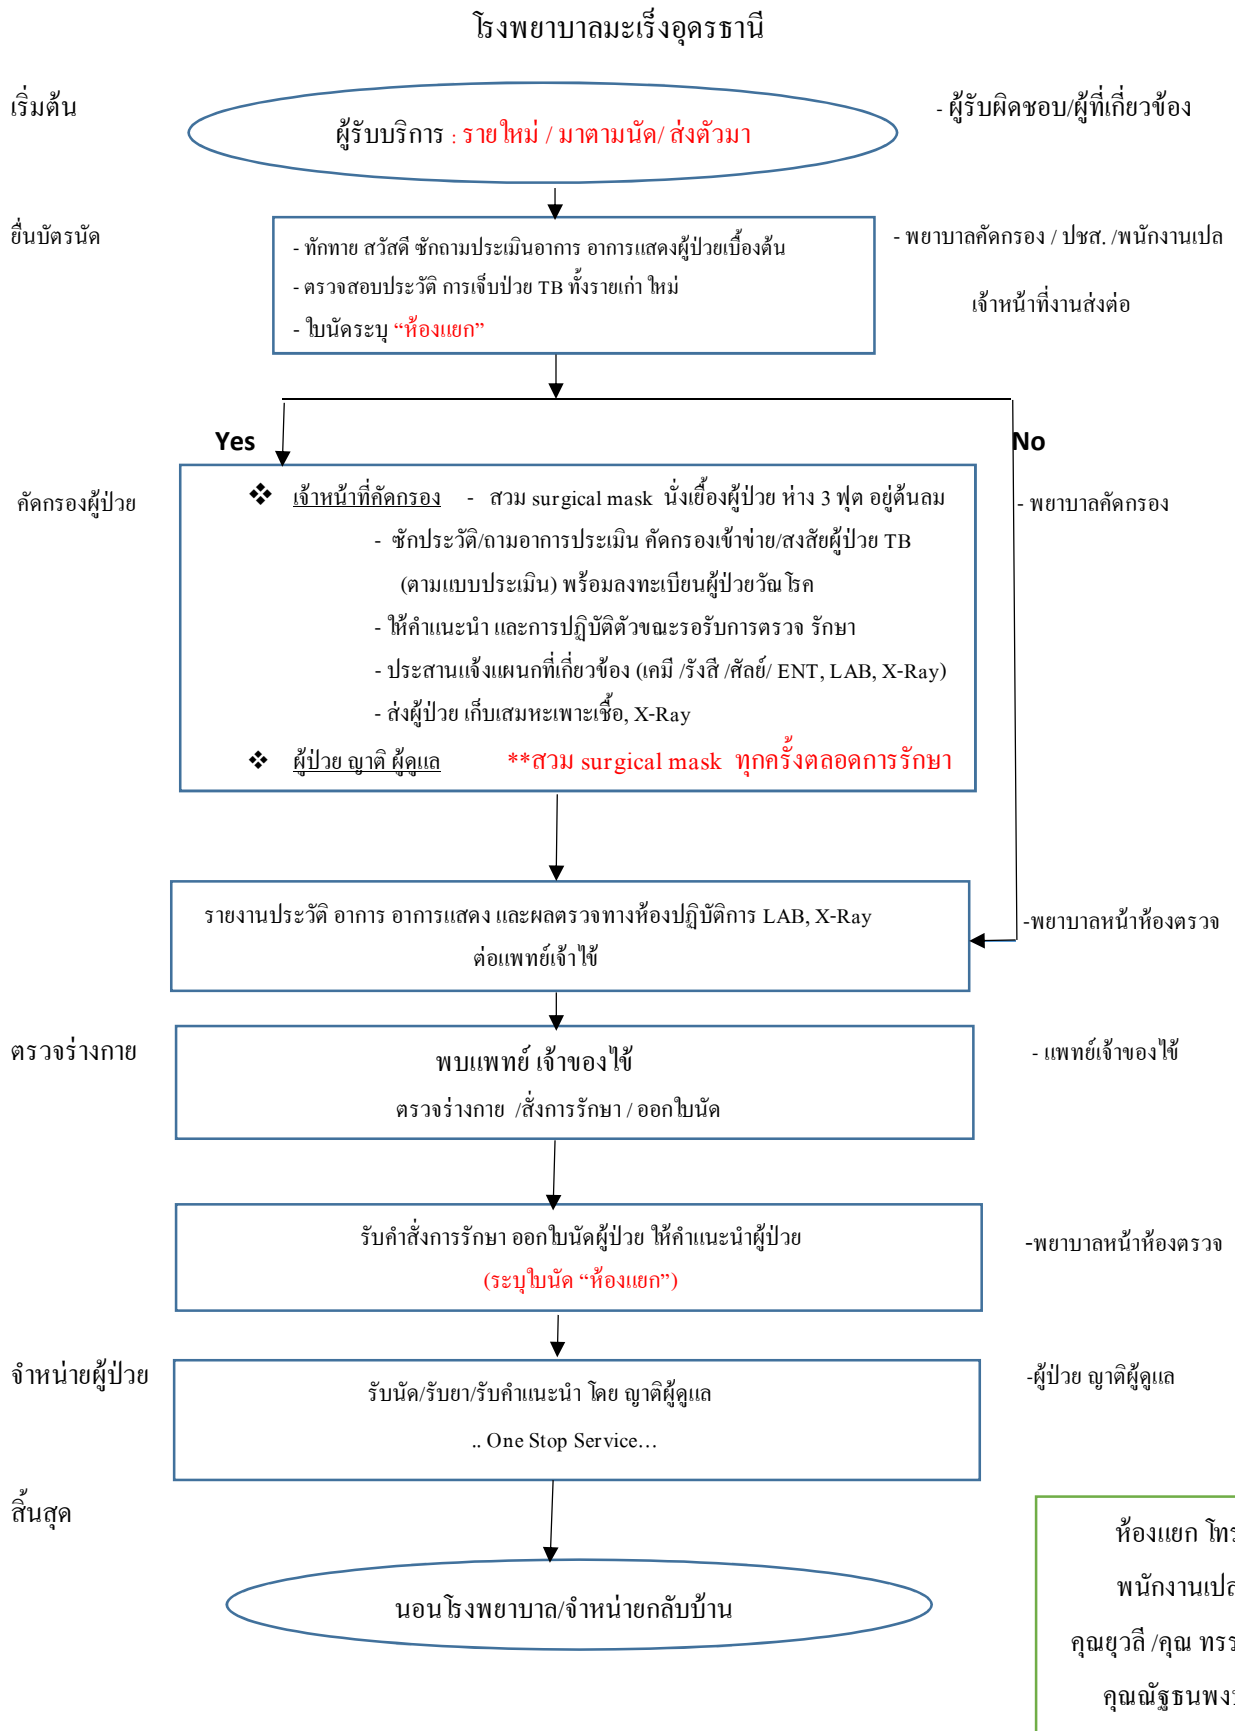 โรงพยาบาลมะเร็งอุดรธานี
เริ่มต้น
ผู้รับบริการ : รายใหม่ / มาตามนัด/ ส่งตัวมา
- ผู้รับผิดชอบ/ผู้ที่เกี่ยวข้อง
ยื่นบัตรนัด
- ทักทาย สวัสดี ซักถามประเมินอาการ อาการแสดงผู้ป่วยเบื้องต้น
- ตรวจสอบประวัติ การเจ็บป่วย TB ทั้งรายเก่า ใหม่
- ใบนัดระบุ “ห้องแยก”
- พยาบาลคัดกรอง / ปชส. /พนักงานเปล
เจ้าหน้าที่งานส่งต่อ
Yes
No
คัดกรองผู้ป่วย
❖ เจ้าหน้าที่คัดกรอง - สวม surgical mask นั่งเยื้องผู้ป่วย ห่าง 3 ฟุต อยู่ต้นลม
- ซักประวัติ/ถามอาการประเมิน คัดกรองเข้าข่าย/สงสัยผู้ป่วย TB
(ตามแบบประเมิน) พร้อมลงทะเบียนผู้ป่วยวัณโรค
- ให้คำแนะนำ และการปฏิบัติตัวขณะรอรับการตรวจ รักษา
- ประสานแจ้งแผนกที่เกี่ยวข้อง (เคมี /รังสี /ศัลย์/ ENT, LAB, X-Ray)
- ส่งผู้ป่วย เก็บเสมหะเพาะเชื้อ, X-Ray
❖ ผู้ป่วย ญาติ ผู้ดูแล **สวม surgical mask ทุกครั้งตลอดการรักษา
- พยาบาลคัดกรอง
รายงานประวัติ อาการ อาการแสดง และผลตรวจทางห้องปฏิบัติการ LAB, X-Ray
ต่อแพทย์เจ้าไข้
-พยาบาลหน้าห้องตรวจ
ตรวจร่างกาย
พบแพทย์ เจ้าของไข้
ตรวจร่างกาย /สั่งการรักษา / ออกใบนัด
- แพทย์เจ้าของไข้
รับคำสั่งการรักษา ออกใบนัดผู้ป่วย ให้คำแนะนำผู้ป่วย
(ระบุใบนัด “ห้องแยก”)
-พยาบาลหน้าห้องตรวจ
จำหน่ายผู้ป่วย
รับนัด/รับยา/รับคำแนะนำ โดย ญาติผู้ดูแล
.. One Stop Service…
-ผู้ป่วย ญาติผู้ดูแล
สิ้นสุด
นอนโรงพยาบาล/จำหน่ายกลับบ้าน
ห้องแยก โทร
พนักงานเปล
คุณยุวลี /คุณ ทรร
คุณณัฐธนพงษ